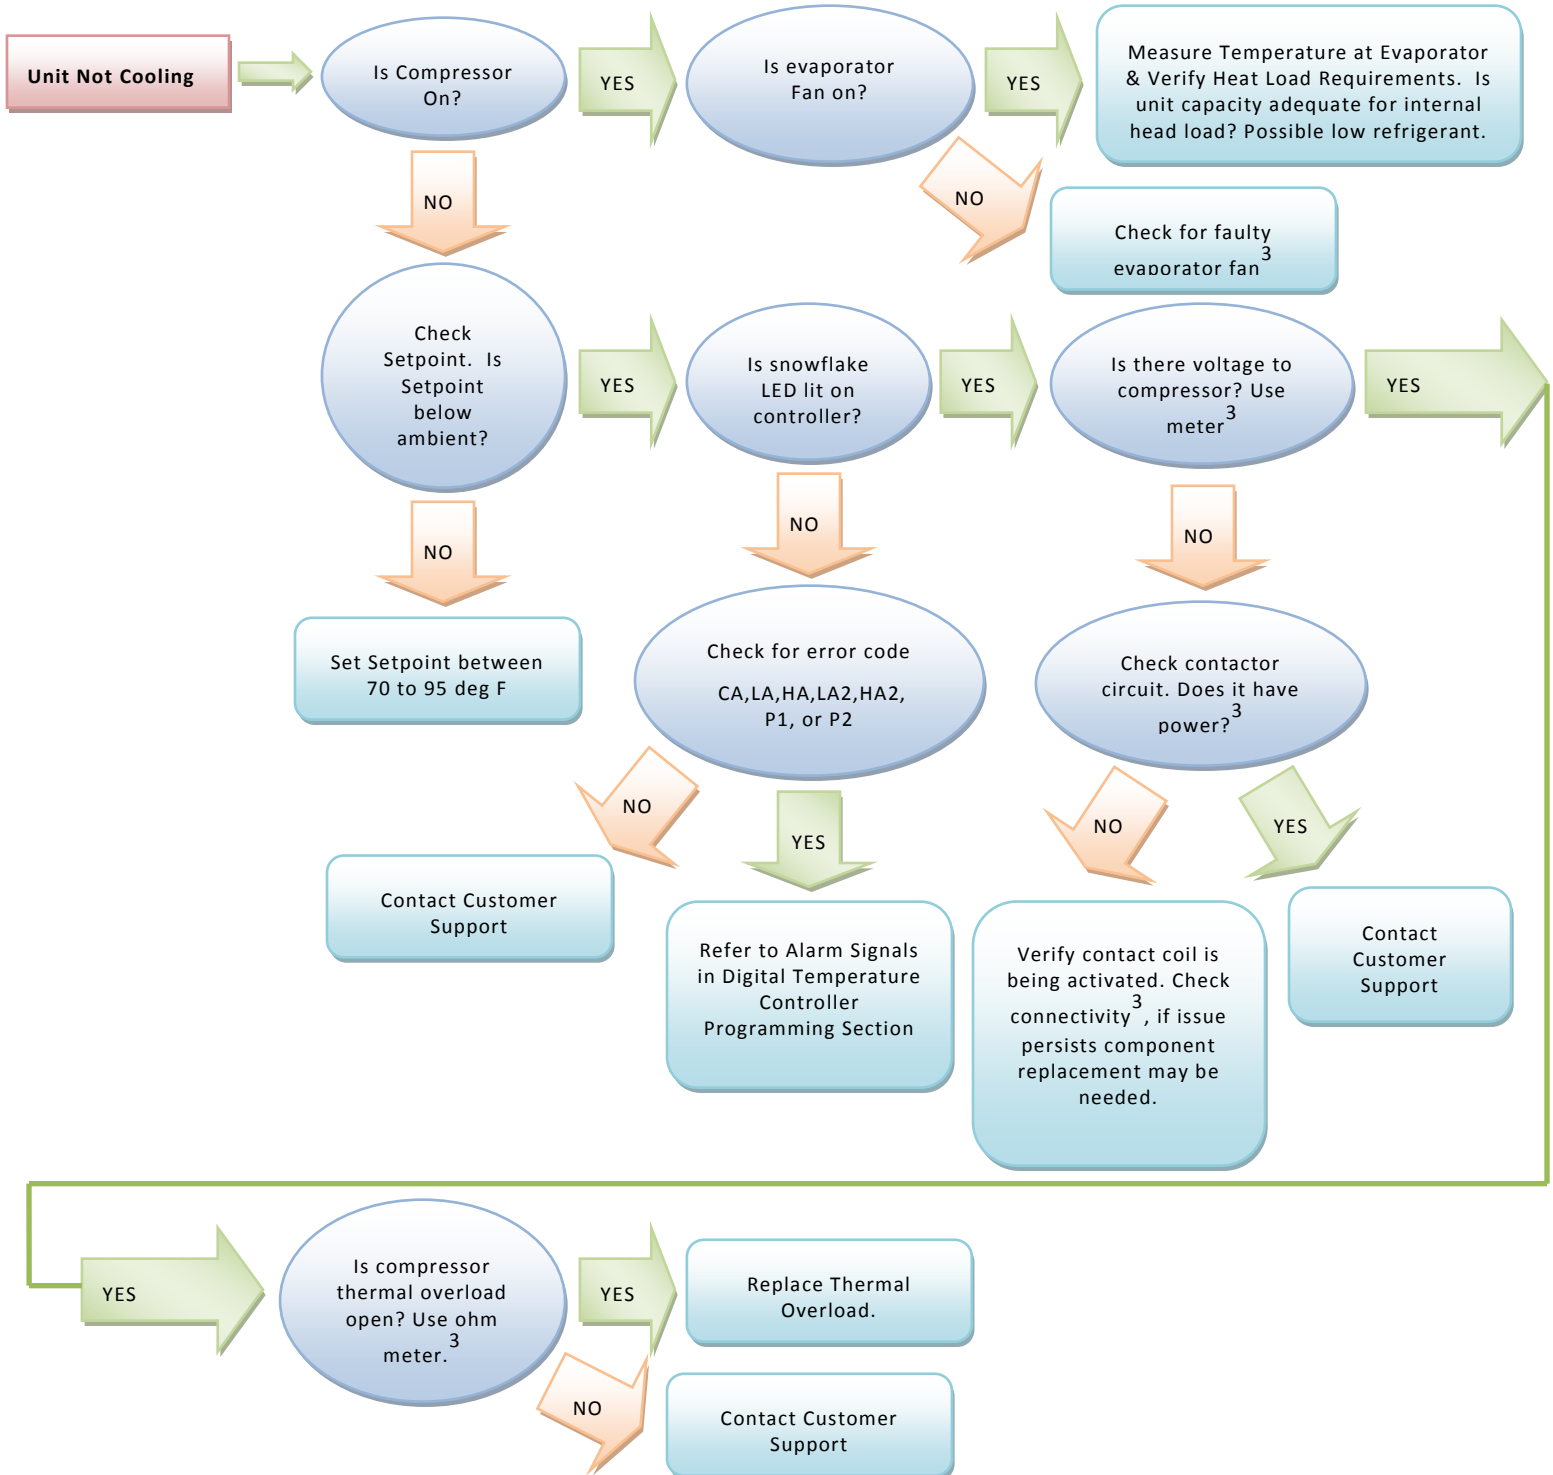 Unit Not Cooling
Is Compressor
On?
YES
Is evaporator
Fan on?
YES
Measure Temperature at Evaporator
& Verify Heat Load Requirements. Is
unit capacity adequate for internal
head load? Possible low refrigerant.
NO
NO
Check for faulty
evaporator fan3
Check
Setpoint. Is
Setpoint
below
ambient?
YES
Is snowflake
LED lit on
controller?
YES
Is there voltage to
compressor? Use
meter3
YES
NO
NO
NO
Set Setpoint between
70 to 95 deg F
Check for error code
CA,LA,HA,LA2,HA2,
P1, or P2
Check contactor
circuit. Does it have
power?3
NO
YES
NO
YES
Contact Customer
Support
Refer to Alarm Signals
in Digital Temperature
Controller
Programming Section
Verify contact coil is
being activated. Check
connectivity3, if issue
persists component
replacement may be
needed.
Contact
Customer
Support
YES
Is compressor
thermal overload
open? Use ohm
meter.3
YES
Replace Thermal
Overload.
NO
Contact Customer
Support